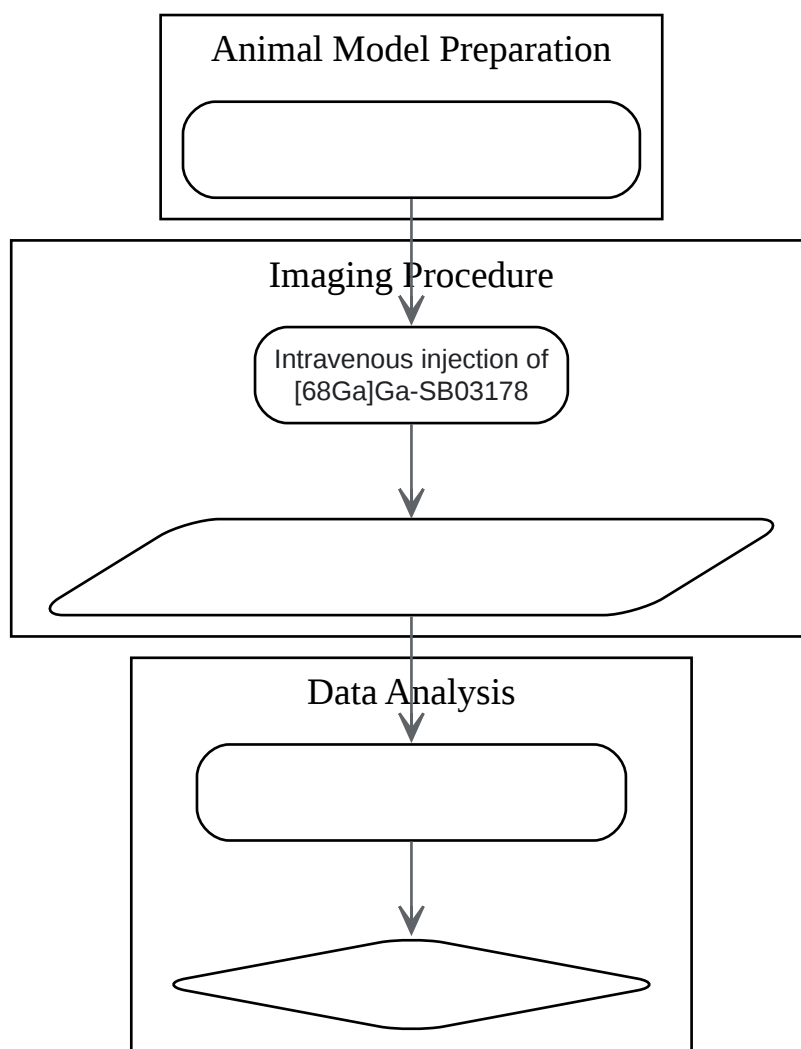 Animal Model Preparation
Imaging Procedure
Intravenous injection of
[68Ga]Ga-SB03178
Data Analysis